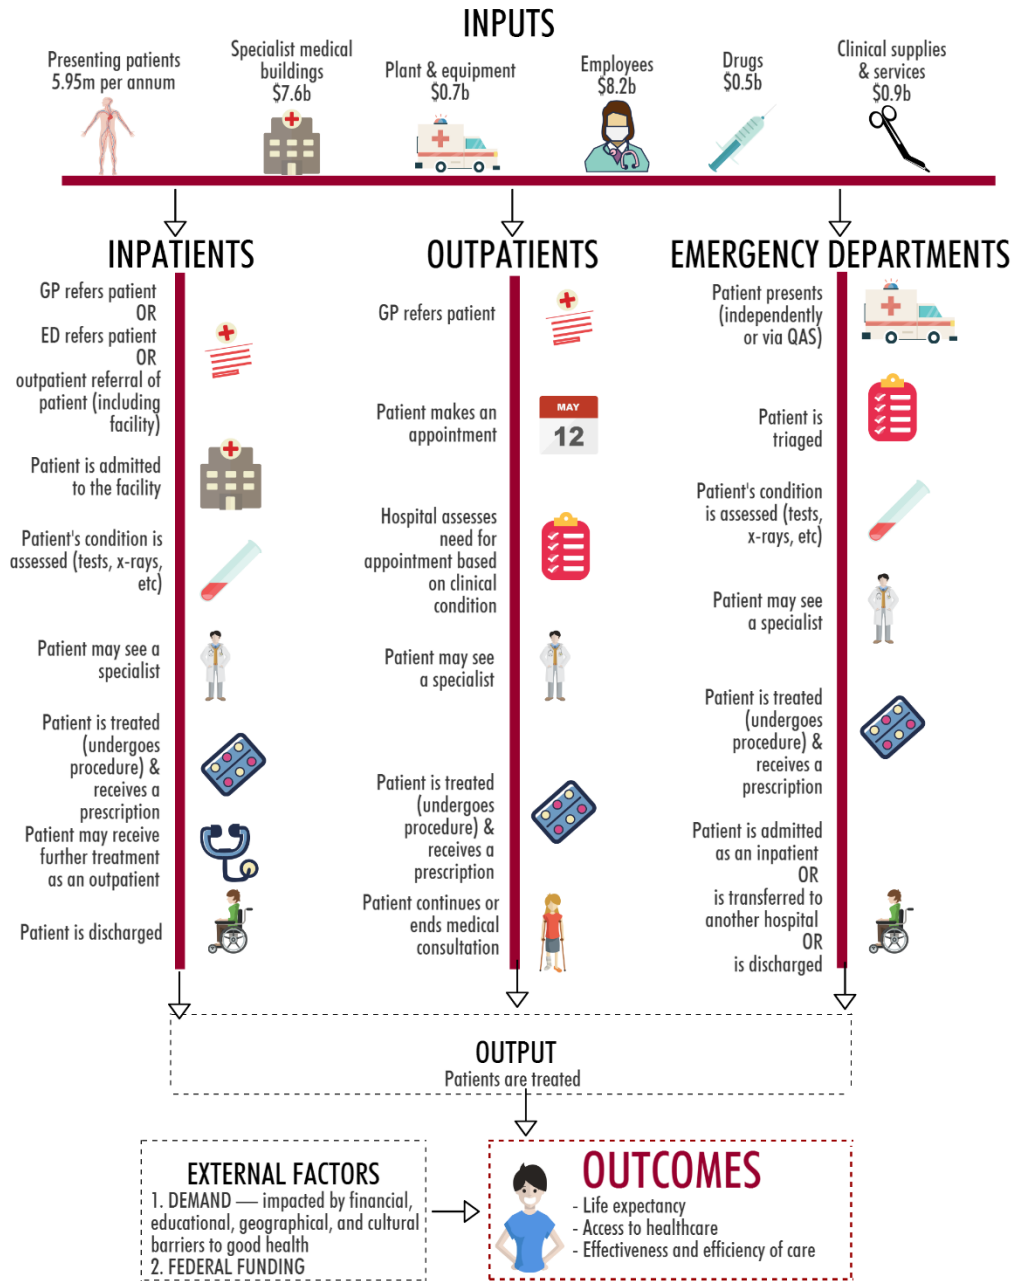 INPUTS
Presenting patients
5.95m per annum
Specialist medical
buildings
$7.6b
Plant & equipment
$0.7b
Employees
$8.2b
Drugs
$0.5b
Clinical supplies
& services
$0.9b
INPATIENTS
GP refers patient
OR
ED refers patient
OR
outpatient referral of
patient (including
facility)
Patient is admitted
to the facility
Patient's condition is
assessed (tests, x-rays,
etc)
Patient may see a
specialist
Patient is treated
(undergoes
procedure) &
receives a
prescription
Patient may receive
further treatment
as an outpatient
Patient is discharged
OUTPATIENTS
GP refers patient
Patient makes an
appointment
MAY
12
Hospital assesses
need for
appointment based
on clinical
condition
Patient may see
a specialist
Patient is treated
(undergoes
procedure) &
receives a
prescription
Patient continues or
ends medical
consultation
EMERGENCY DEPARTMENTS
Patient presents
(independently
or via QAS)
Patient is
triaged
Patient's condition
is assessed (tests,
x-rays, etc)
Patient may see
a specialist
Patient is treated
(undergoes
procedure) &
receives a
prescription
Patient is admitted
as an inpatient
OR
is transferred to
another hospital
OR
is discharged
OUTPUT
Patients are treated
EXTERNAL FACTORS
1. DEMAND — impacted by financial,
educational, geographical, and cultural
barriers to good health
2. FEDERAL FUNDING
OUTCOMES
- Life expectancy
- Access to healthcare
- Effectiveness and efficiency of care